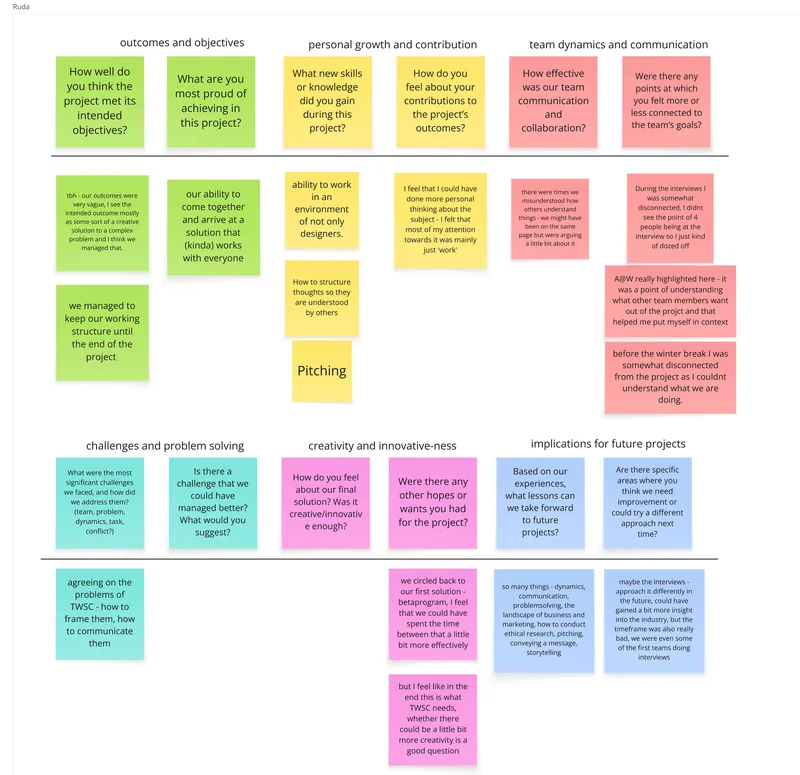 Ruda
outcomes and objectives
personal growth and contribution
team dynamics and communication
How well do
you think the
project met its
intended
objectives?
What are you
most proud of
achieving in
this project?
What new skills
or knowledge
did you gain
during this
project?
How do you
feel about your
contributions to
the project's
outcomes?
How effective
was our team
communication
and
collaboration?
Were there any
points at which
you felt more or
less connected to
the team's goals?
tbh - our outcomes were
very vague, I see the
intended outcome mostly
as some sort of a creative
solution to a complex
problem and I think we
managed that.
we managed to
keep our working
structure until
the end of the
project
our ability to
come together
and arrive at a
solution that
(kinda) works
with everyone
ability to work
in an
environment
of not only
designers.
How to structure
thoughts so they
are understood
by others
Pitching
I feel that I could have
done more personal
thinking about the
subject - I felt that
most of my attention
towards it was mainly
just 'work'
there were times we
misunderstood how
others understand
things - we might have
been on the same
page but were arguing
a little bit about it
During the interviews I
was somewhat
disconnected, I didnt
see the point of 4
people being at the
interview so I just kind
of dozed off
A@W really highlighted here - it
was a point of understanding
what other team members want
out of the projct and that
helped me put myself in context
before the winter break I was
somewhat disconnected
from the project as I couldnt
understand what we are
doing.
challenges and problem solving
creativity and innovative-ness
implications for future projects
What were the most
significant challenges
we faced, and how did
we address them?
(team, problem,
dynamics, task,
conflict?)
Is there a
challenge that we
could have
managed better?
What would you
suggest?
How do you feel
about our final
solution? Was it
creative/innovativ
e enough?
Were there any
other hopes or
wants you had
for the project?
Based on our
experiences,
what lessons can
we take forward
to future
projects?
Are there specific
areas where you
think we need
improvement or
could try a different
approach next
time?
agreeing on the
problems of
TWSC - how to
frame them, how
to communicate
them
we circled back to
our first solution -
betaprogram, I feel
that we could have
spent the time
between that a little
bit more effectively
but I feel like in the
end this is what
TWSC needs,
whether there
could be a little bit
more creativity is a
good question
so many things - dynamics,
communication,
problemsolving, the
landscape of business and
marketing, how to conduct
ethical research, pitching,
conveying a message,
storytelling
maybe the interviews -
approach it differently in
the future, could have
gained a bit more insight
into the industry, but the
timeframe was also really
bad, we were even some
of the first teams doing
interviews